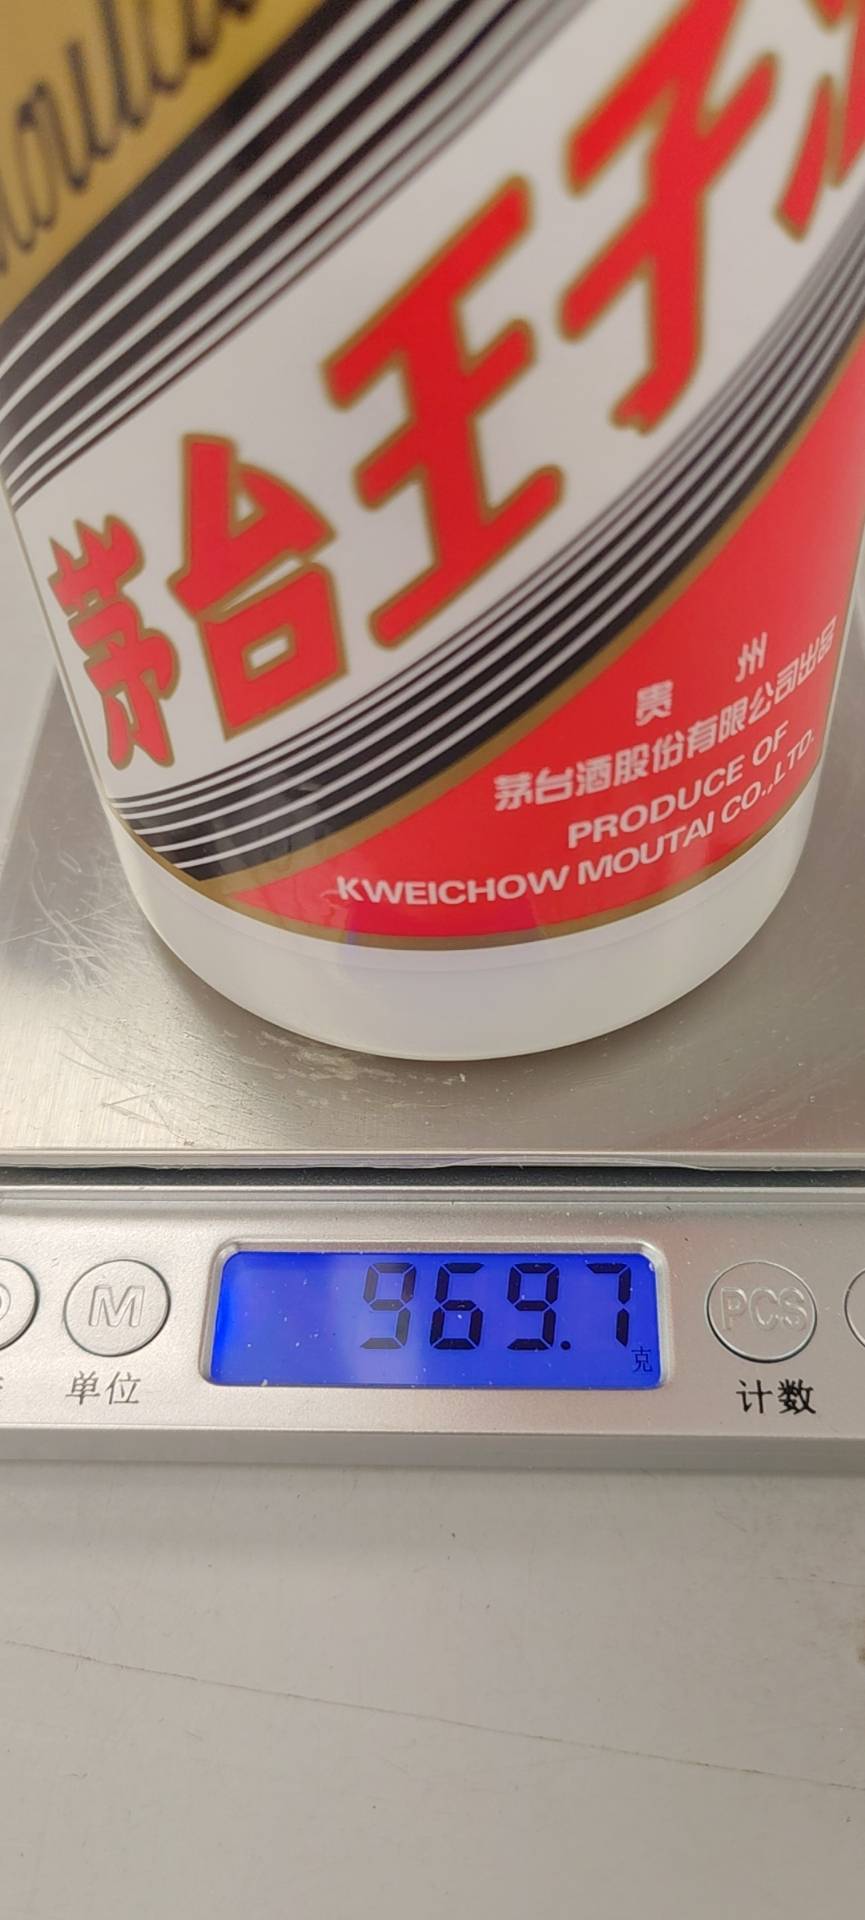 茅台王子酒
贵州
茅台酒股份有限公司出品
PRODUCE OF
KWEICHOW MOUTAI CO.,LTD.
969.7
克
M
PCS
单位
计数